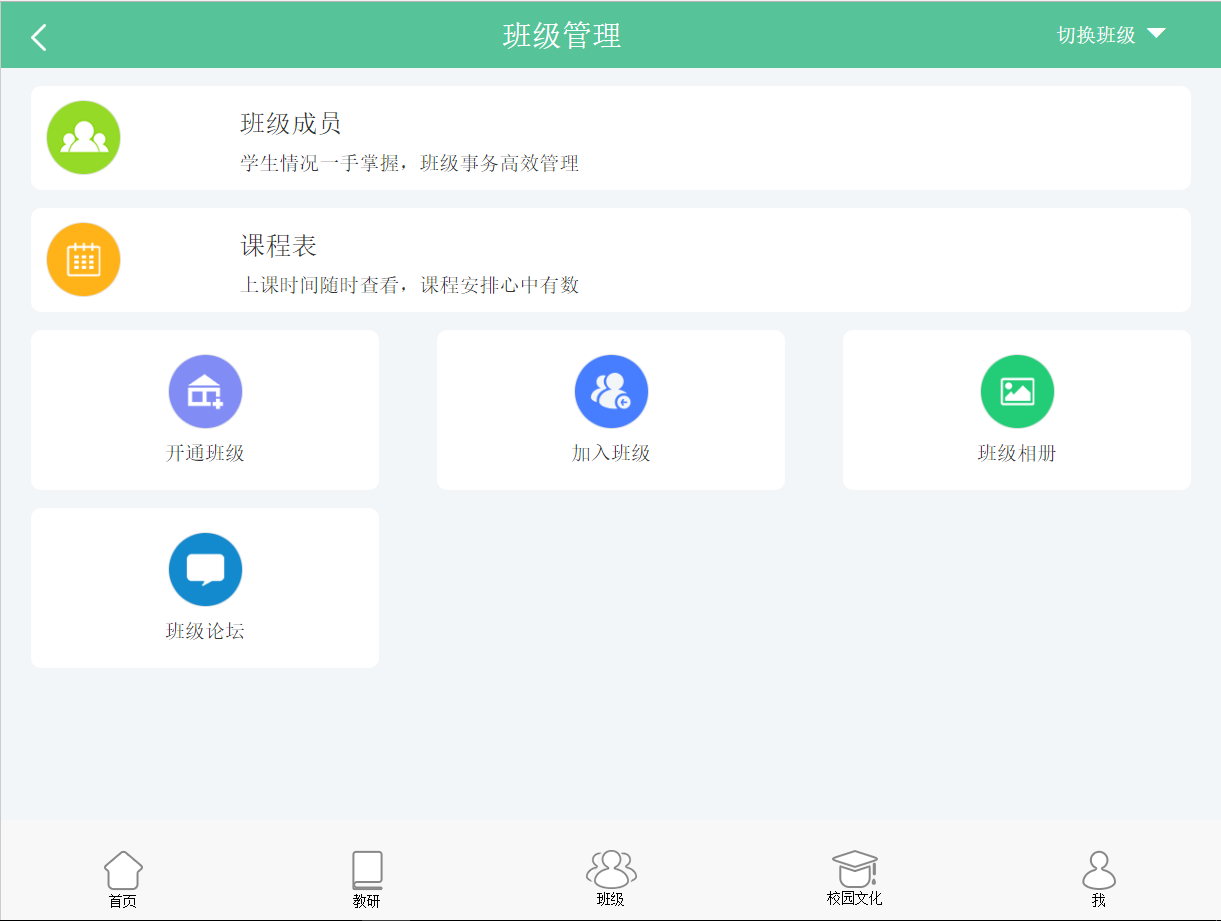 班级管理
切换班级
班级成员
学生情况一手掌握，班级事务高效管理
课程表
上课时间随时查看，课程安排心中有数
开通班级
加入班级
班级相册
班级论坛
首页
教研
班级
校园文化
我